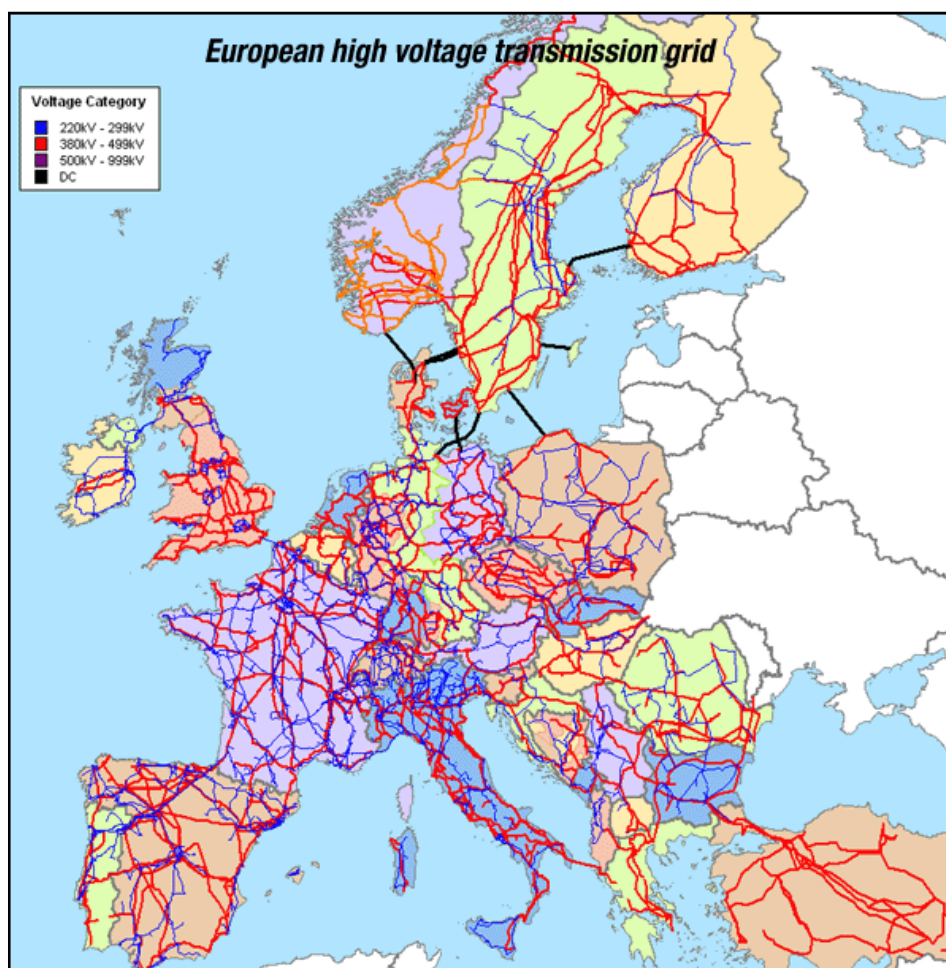 European high voltage transmission grid
Voltage Category
220kV - 299kV
380kV - 499kV
500kV - 999kV
DC